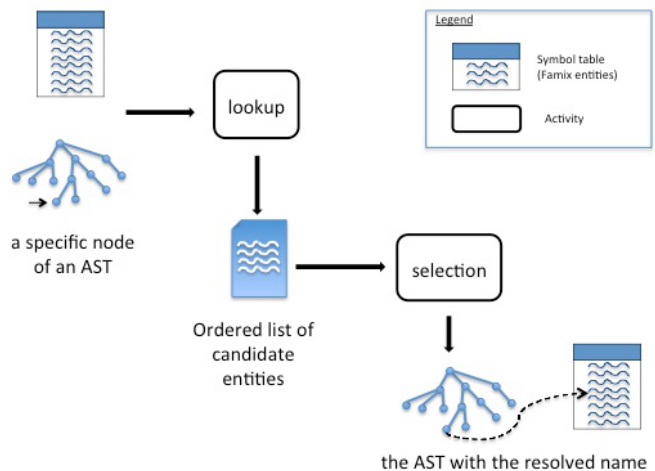 Legend
Symbol table
(Famix entities)
Activity
lookup
a specific node
of an AST
selection
Ordered list of
candidate
entities
the AST with the resolved name